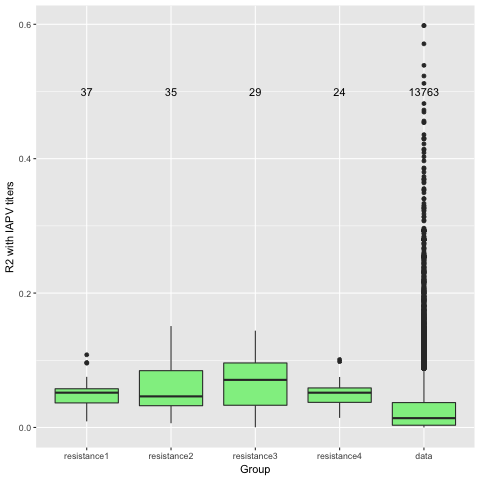 0.6
37 35 29 24 13763
0.4
R2 with IAPV titers
0.2
0.0
resistance1 resistance2 resistance3 resistance4 data
Group